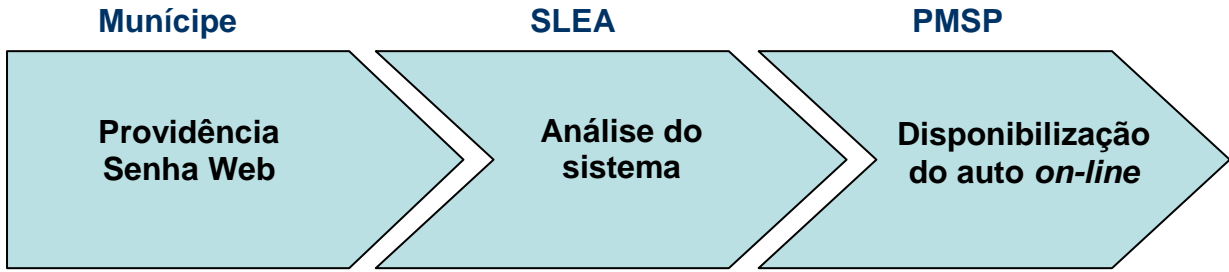 Munícipe
SLEA
PMSP
Providência
Senha Web
Análise do
sistema
Disponibilização
do auto on-line